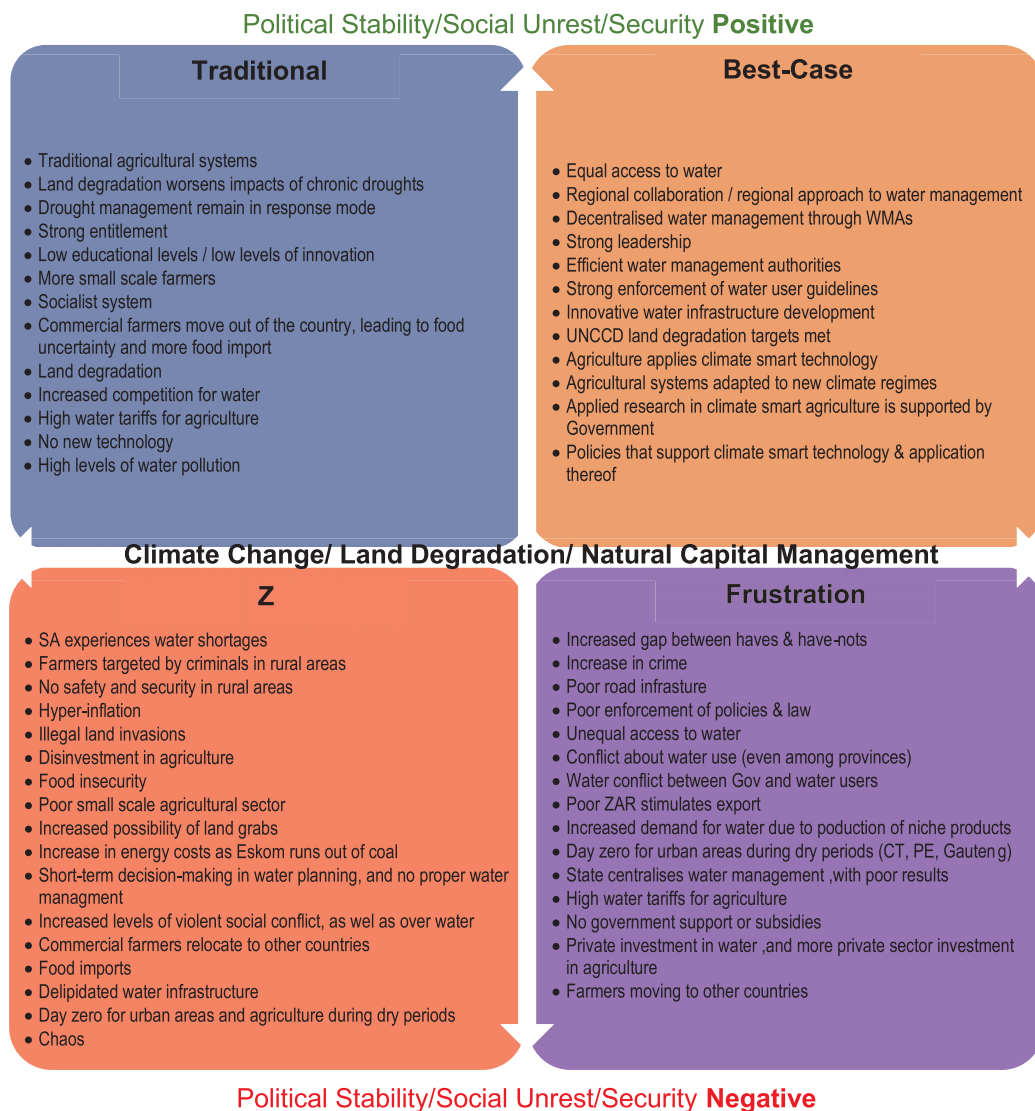 Political Stability/Social Unrest/Security Positive
Traditional
• Traditional agricultural systems
• Land degradation worsens impacts of chronic droughts
• Drought management remain in response mode
• Strong entitlement
• Low educational levels / low levels of innovation
• More small scale farmers
• Socialist system
• Commercial farmers move out of the country, leading to food
uncertainty and more food import
• Land degradation
• Increased competition for water
• High water tariffs for agriculture
• No new technology
• High levels of water pollution
Best-Case
• Equal access to water
• Regional collaboration / regional approach to water management
• Decentralised water management through WMAs
• Strong leadership
• Efficient water management authorities
• Strong enforcement of water user guidelines
• Innovative water infrastructure development
• UNCCD land degradation targets met
• Agriculture applies climate smart technology
• Agricultural systems adapted to new climate regimes
• Applied research in climate smart agriculture is supported by
Government
• Policies that support climate smart technology & application
thereof
Climate Change/ Land Degradation/ Natural Capital Management
Z
• SA experiences water shortages
• Farmers targeted by criminals in rural areas
• No safety and security in rural areas
• Hyper-inflation
• Illegal land invasions
• Disinvestment in agriculture
• Food insecurity
• Poor small scale agricultural sector
• Increased possibility of land grabs
• Increase in energy costs as Eskom runs out of coal
• Short-term decision-making in water planning, and no proper water
managment
• Increased levels of violent social conflict, as wel as over water
• Commercial farmers relocate to other countries
• Food imports
• Delipidated water infrastructure
• Day zero for urban areas and agriculture during dry periods
• Chaos
Frustration
• Increased gap between haves & have-nots
• Increase in crime
• Poor road infrasture
• Poor enforcement of policies & law
• Unequal access to water
• Conflict about water use (even among provinces)
• Water conflict between Gov and water users
• Poor ZAR stimulates export
• Increased demand for water due to poduction of niche products
• Day zero for urban areas during dry periods (CT, PE, Gauteng)
• State centralises water management ,with poor results
• High water tariffs for agriculture
• No government support or subsidies
• Private investment in water ,and more private sector investment
in agriculture
• Farmers moving to other countries
Political Stability/Social Unrest/Security Negative